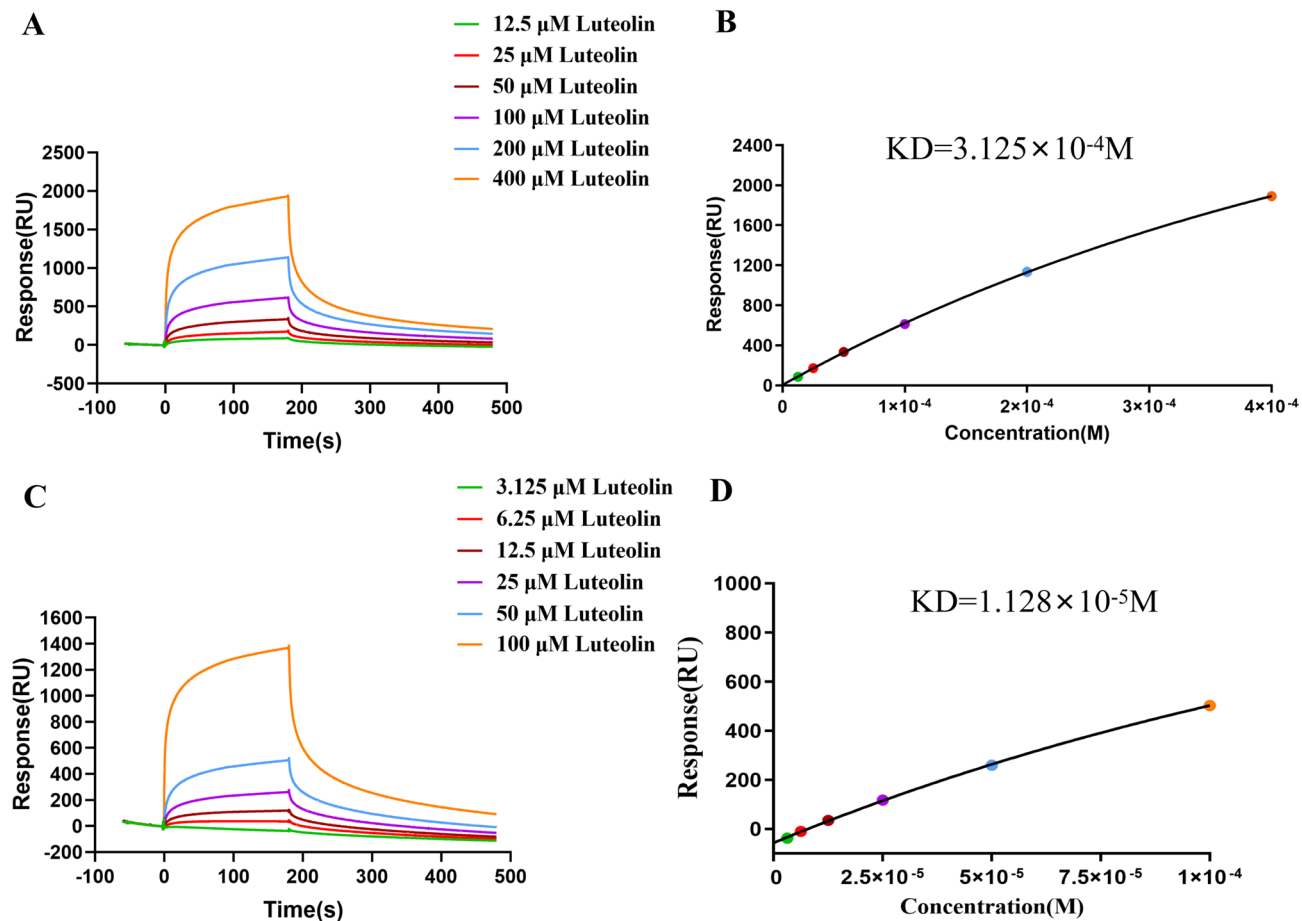 A
12.5 μM Luteolin
25 μM Luteolin
50 μM Luteolin
100 μM Luteolin
200 μM Luteolin
400 μM Luteolin
2500
2000
1500
1000
500
0
-500
Response(RU)
-100 0 100 200 300 400 500
Time(s)
B
KD=3.125×10⁻⁴M
2400
2000
1600
1200
800
400
0
Response(RU)
0 1×10⁻⁴ 2×10⁻⁴ 3×10⁻⁴ 4×10⁻⁴
Concentration(M)
C
3.125 μM Luteolin
6.25 μM Luteolin
12.5 μM Luteolin
25 μM Luteolin
50 μM Luteolin
100 μM Luteolin
1600
1400
1200
1000
800
600
400
200
0
-200
Response(RU)
-100 0 100 200 300 400 500
Time(s)
D
KD=1.128×10⁻⁵M
1000
800
600
400
200
0
Response(RU)
0 2.5×10⁻⁵ 5×10⁻⁵ 7.5×10⁻⁵ 1×10⁻⁴
Concentration(M)